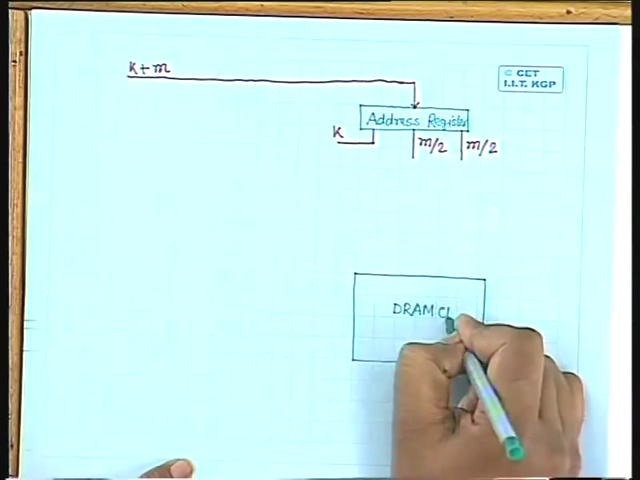 K+m
© CET
I.I.T. KGP
Address Register
K
m/2
m/2
DRAM C